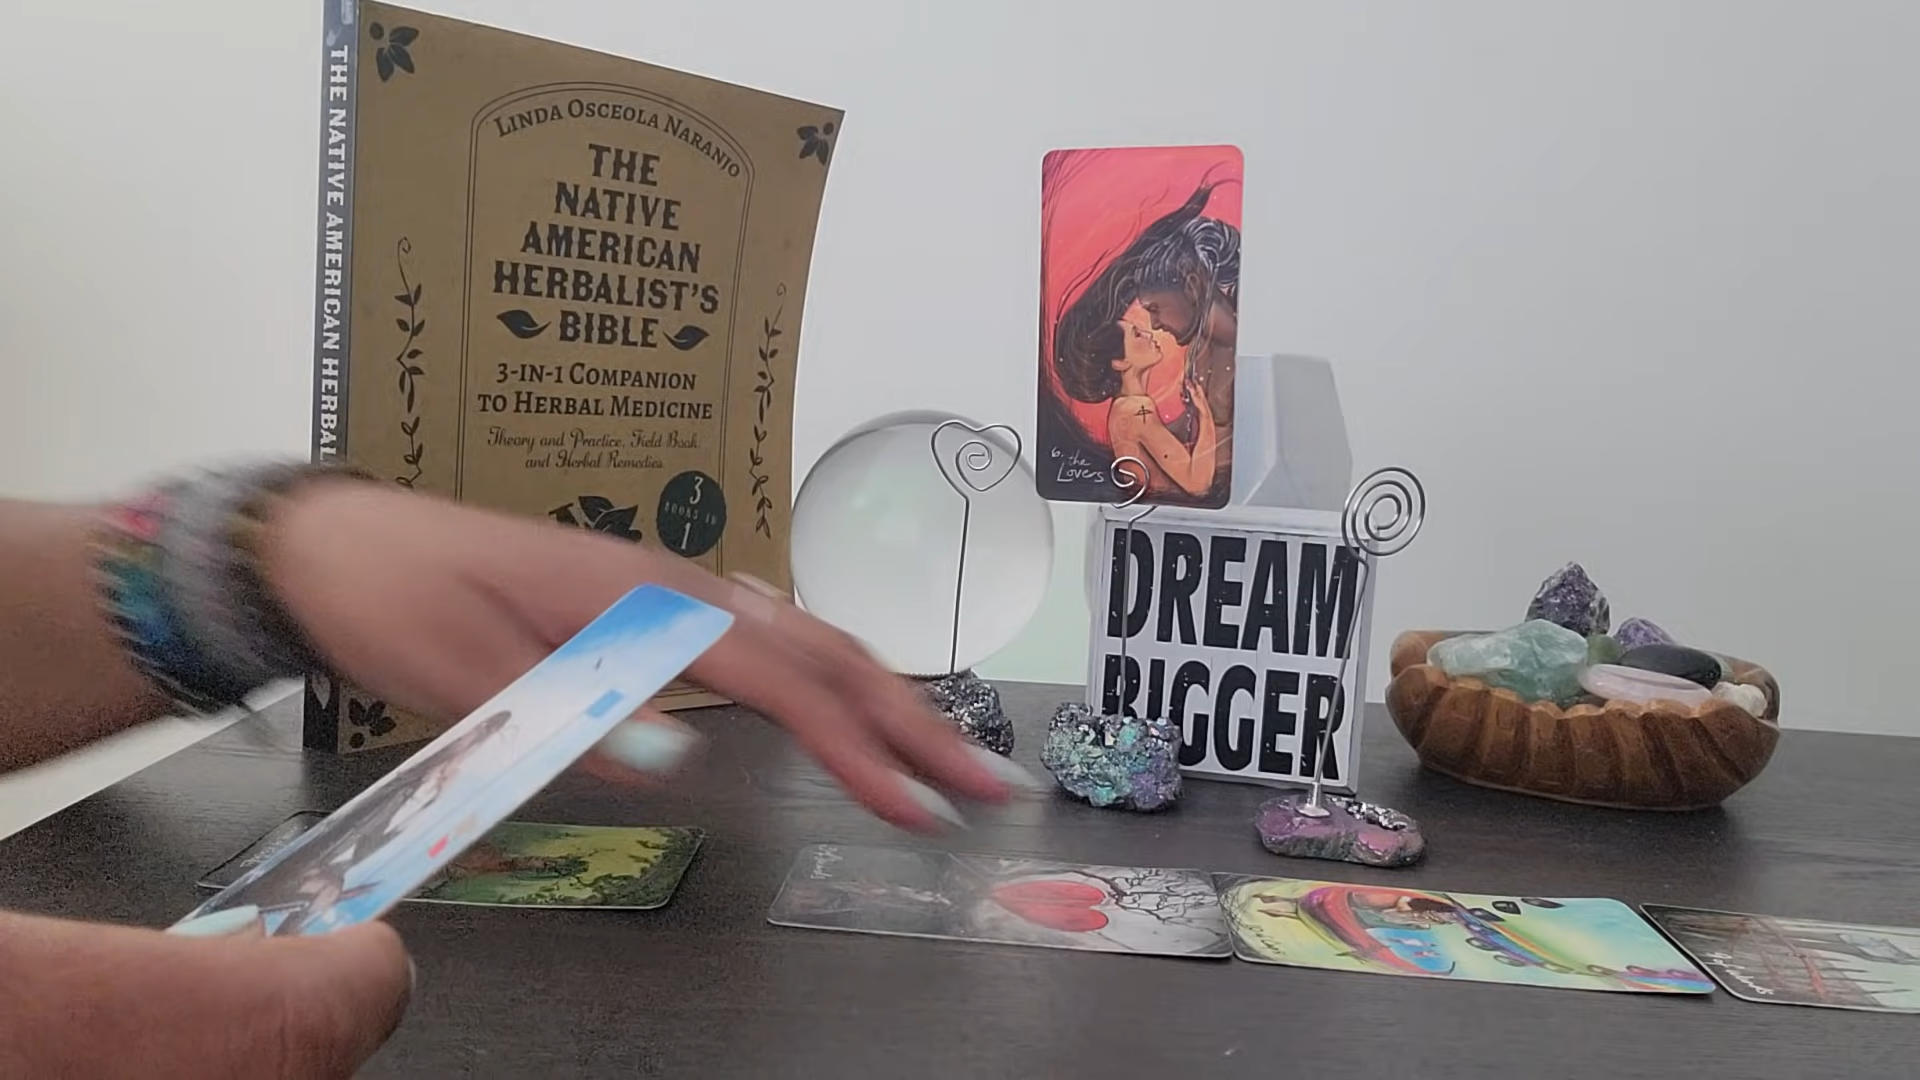 THE NATIVE AMERICAN HERBAL
LINDA OSCEOLA NARANJO
THE
NATIVE
AMERICAN
HERBALIST'S
BIBLE
3-IN-1 COMPANION
TO HERBAL MEDICINE
Theory and Practice, Field Book,
and Herbal Remedies
3
BOOKS IN
1
6. the
Lovers
DREAM
BIGGER